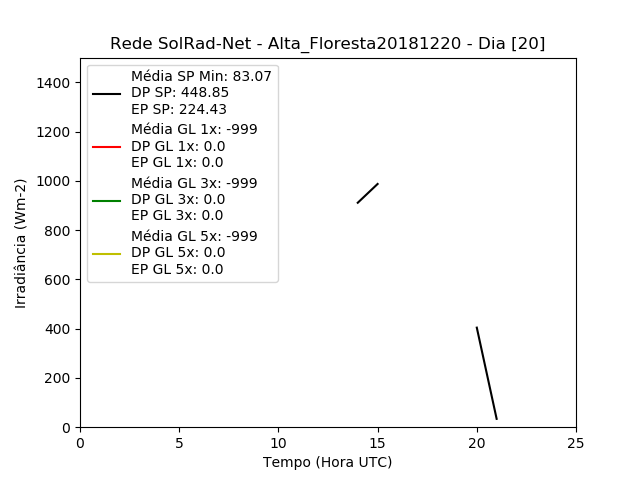 Rede SolRad-Net - Alta_Floresta20181220 - Dia [20]
Média SP Min: 83.07
DP SP: 448.85
EP SP: 224.43
Média GL 1x: -999
DP GL 1x: 0.0
EP GL 1x: 0.0
Média GL 3x: -999
DP GL 3x: 0.0
EP GL 3x: 0.0
Média GL 5x: -999
DP GL 5x: 0.0
EP GL 5x: 0.0
Irradiância (Wm-2)
1400
1200
1000
800
600
400
200
0
0 5 10 15 20 25
Tempo (Hora UTC)